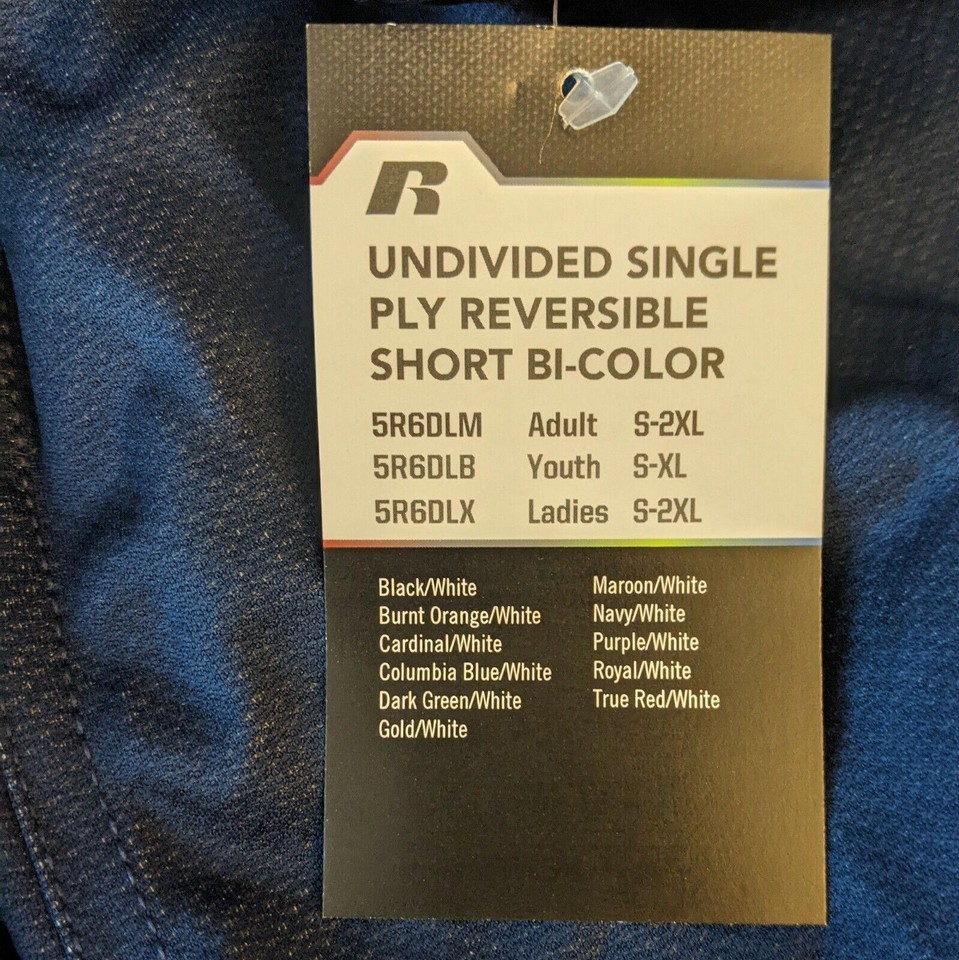 R
UNDIVIDED SINGLE
PLY REVERSIBLE
SHORT BI-COLOR
5R6DLM Adult S-2XL
5R6DLB Youth S-XL
5R6DLX Ladies S-2XL
Black/White
Burnt Orange/White
Cardinal/White
Columbia Blue/White
Dark Green/White
Gold/White
Maroon/White
Navy/White
Purple/White
Royal/White
True Red/White